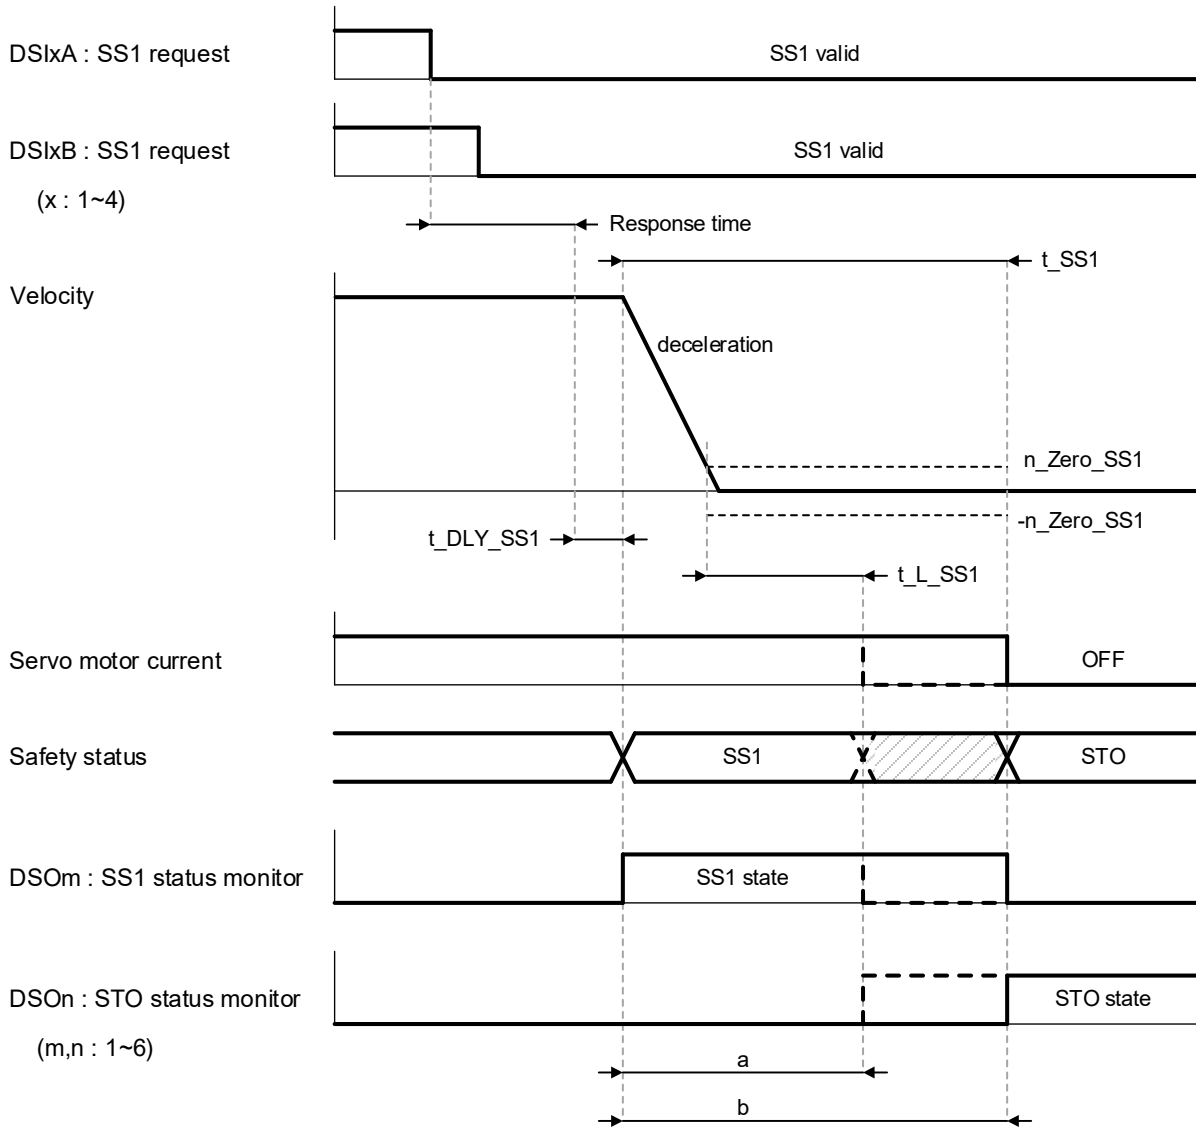 DSIxA : SS1 request
SS1 valid
DSIxB : SS1 request
SS1 valid
(x : 1~4)
Response time
t_SS1
Velocity
deceleration
n_Zero_SS1
-n_Zero_SS1
t_DLY_SS1
t_L_SS1
Servo motor current
OFF
Safety status
SS1
STO
DSOm : SS1 status monitor
SS1 state
DSOn : STO status monitor
STO state
(m,n : 1~6)
a
b